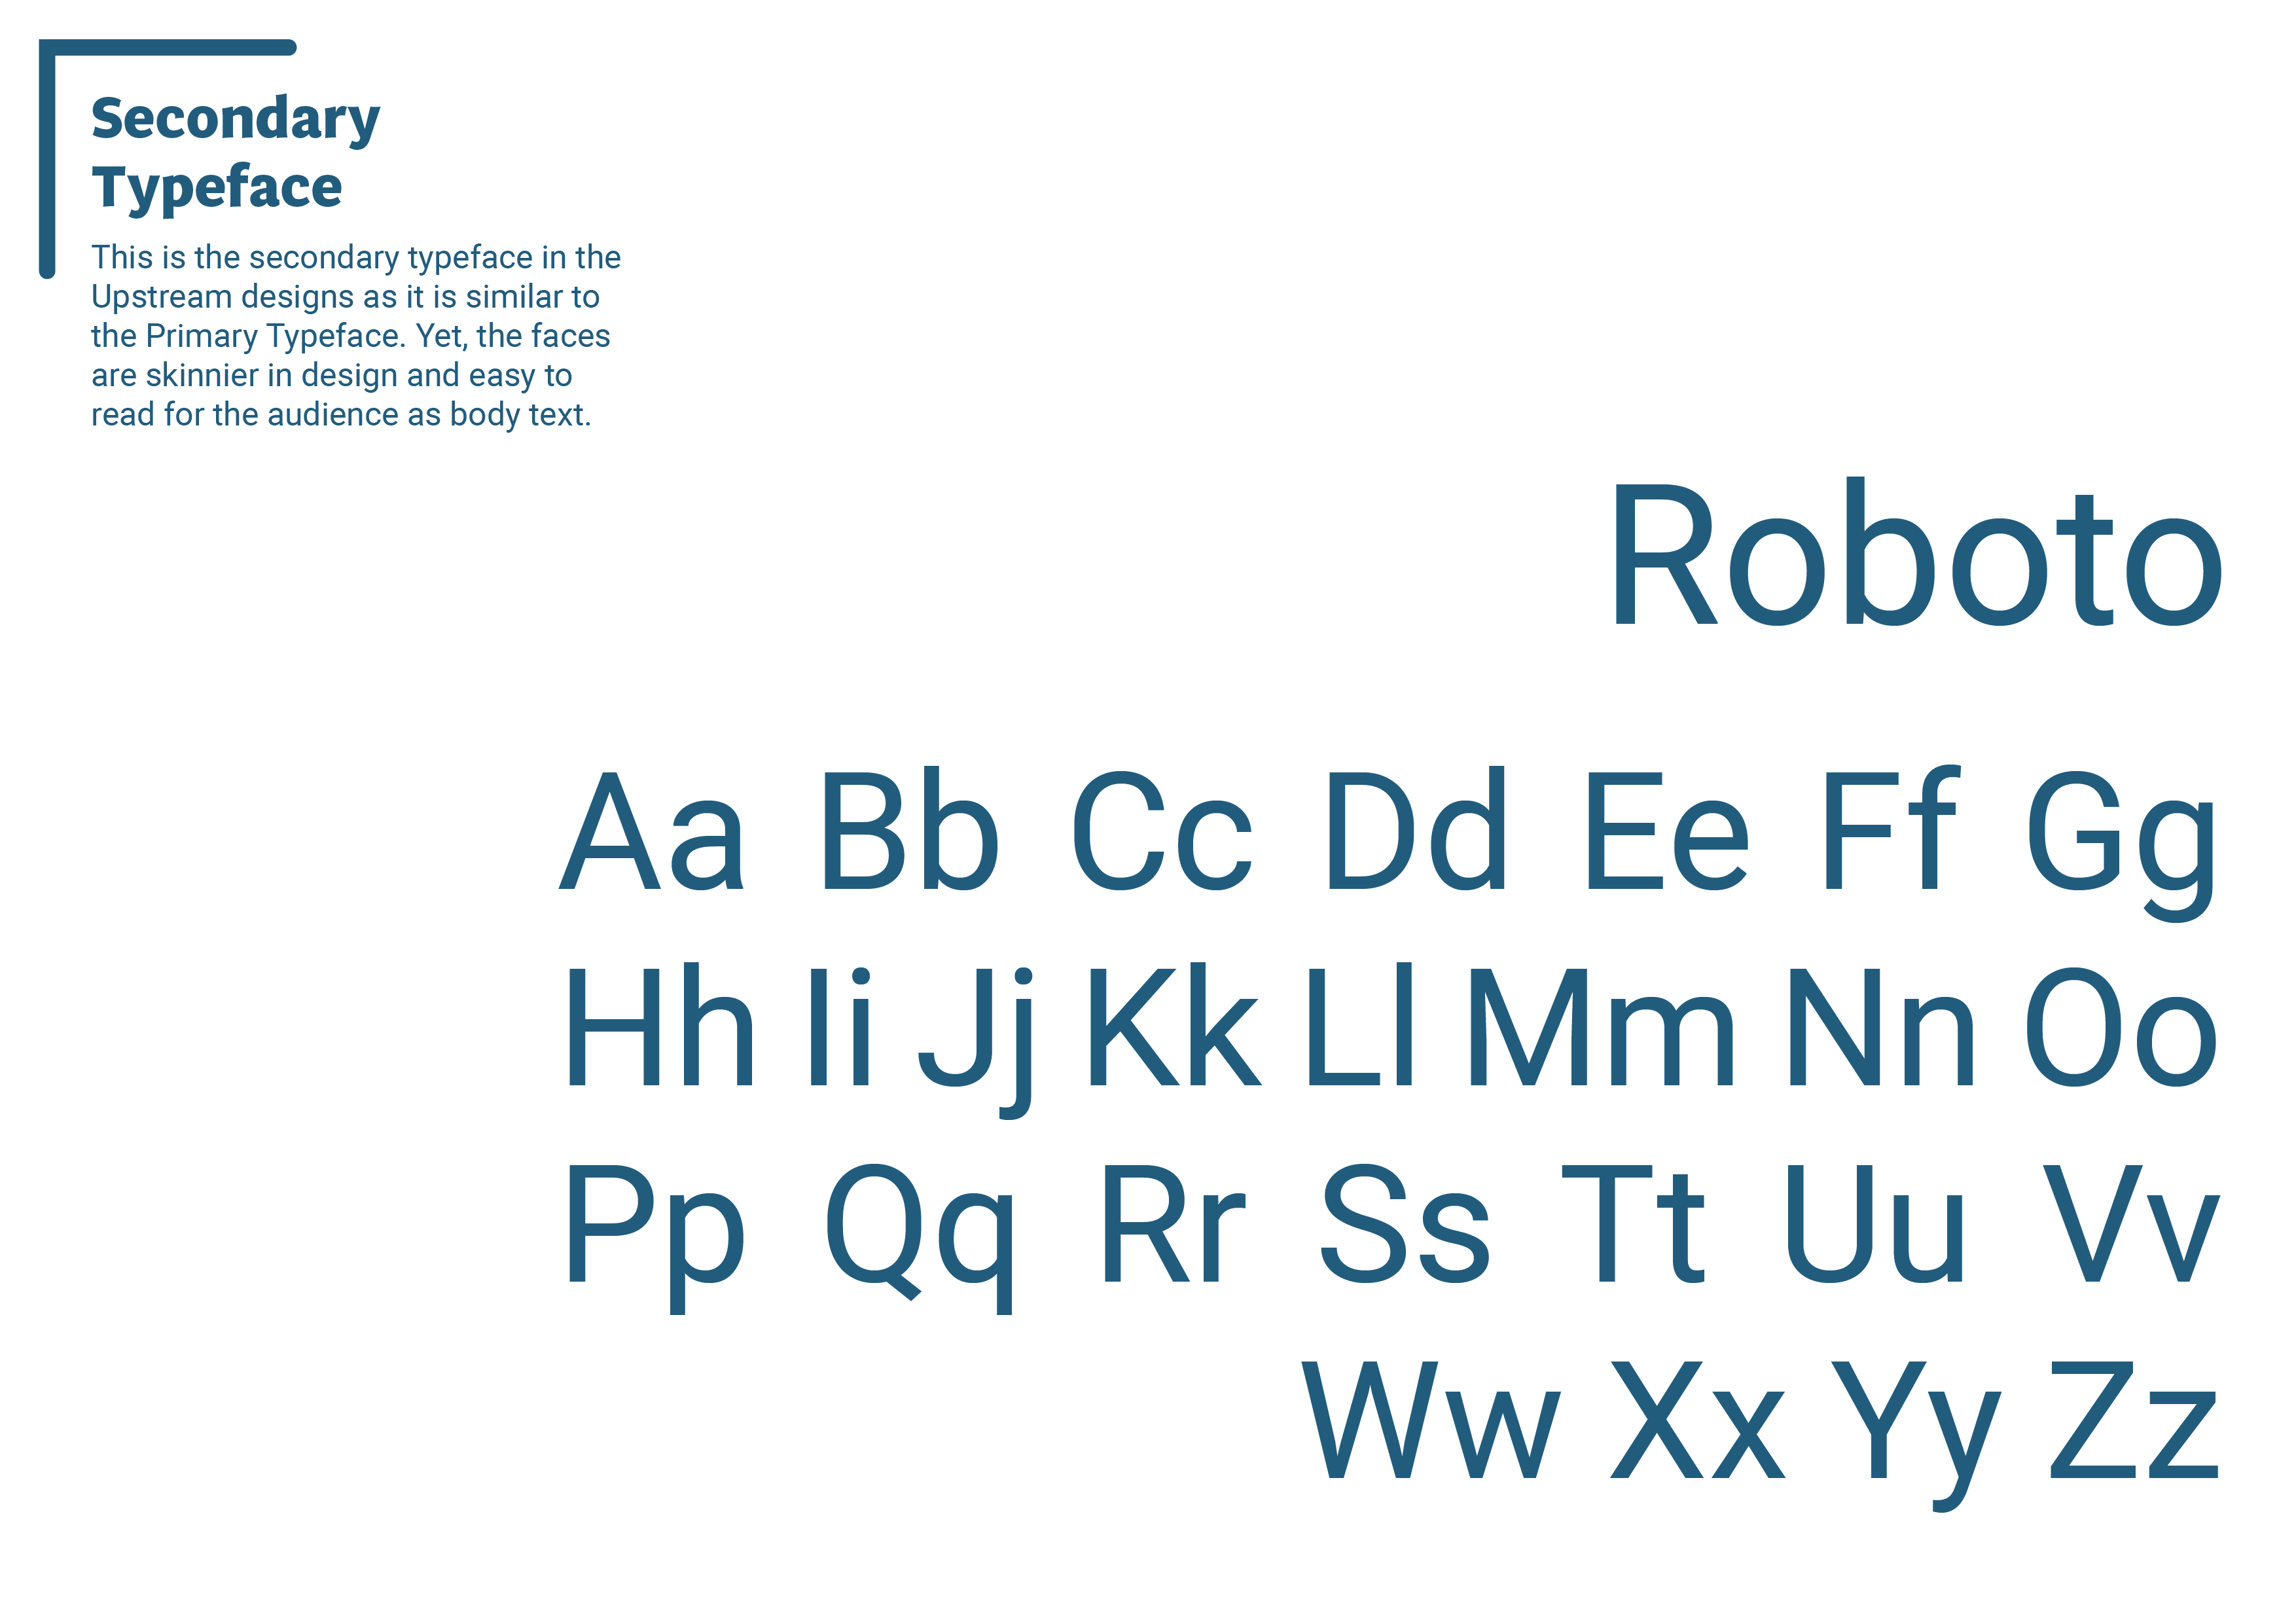 Secondary
Typeface
This is the secondary typeface in the
Upstream designs as it is similar to
the Primary Typeface. Yet, the faces
are skinnier in design and easy to
read for the audience as body text.
Roboto
Aa Bb Cc Dd Ee Ff Gg
Hh Ii Jj Kk Ll Mm Nn Oo
Pp Qq Rr Ss Tt Uu Vv
Ww Xx Yy Zz